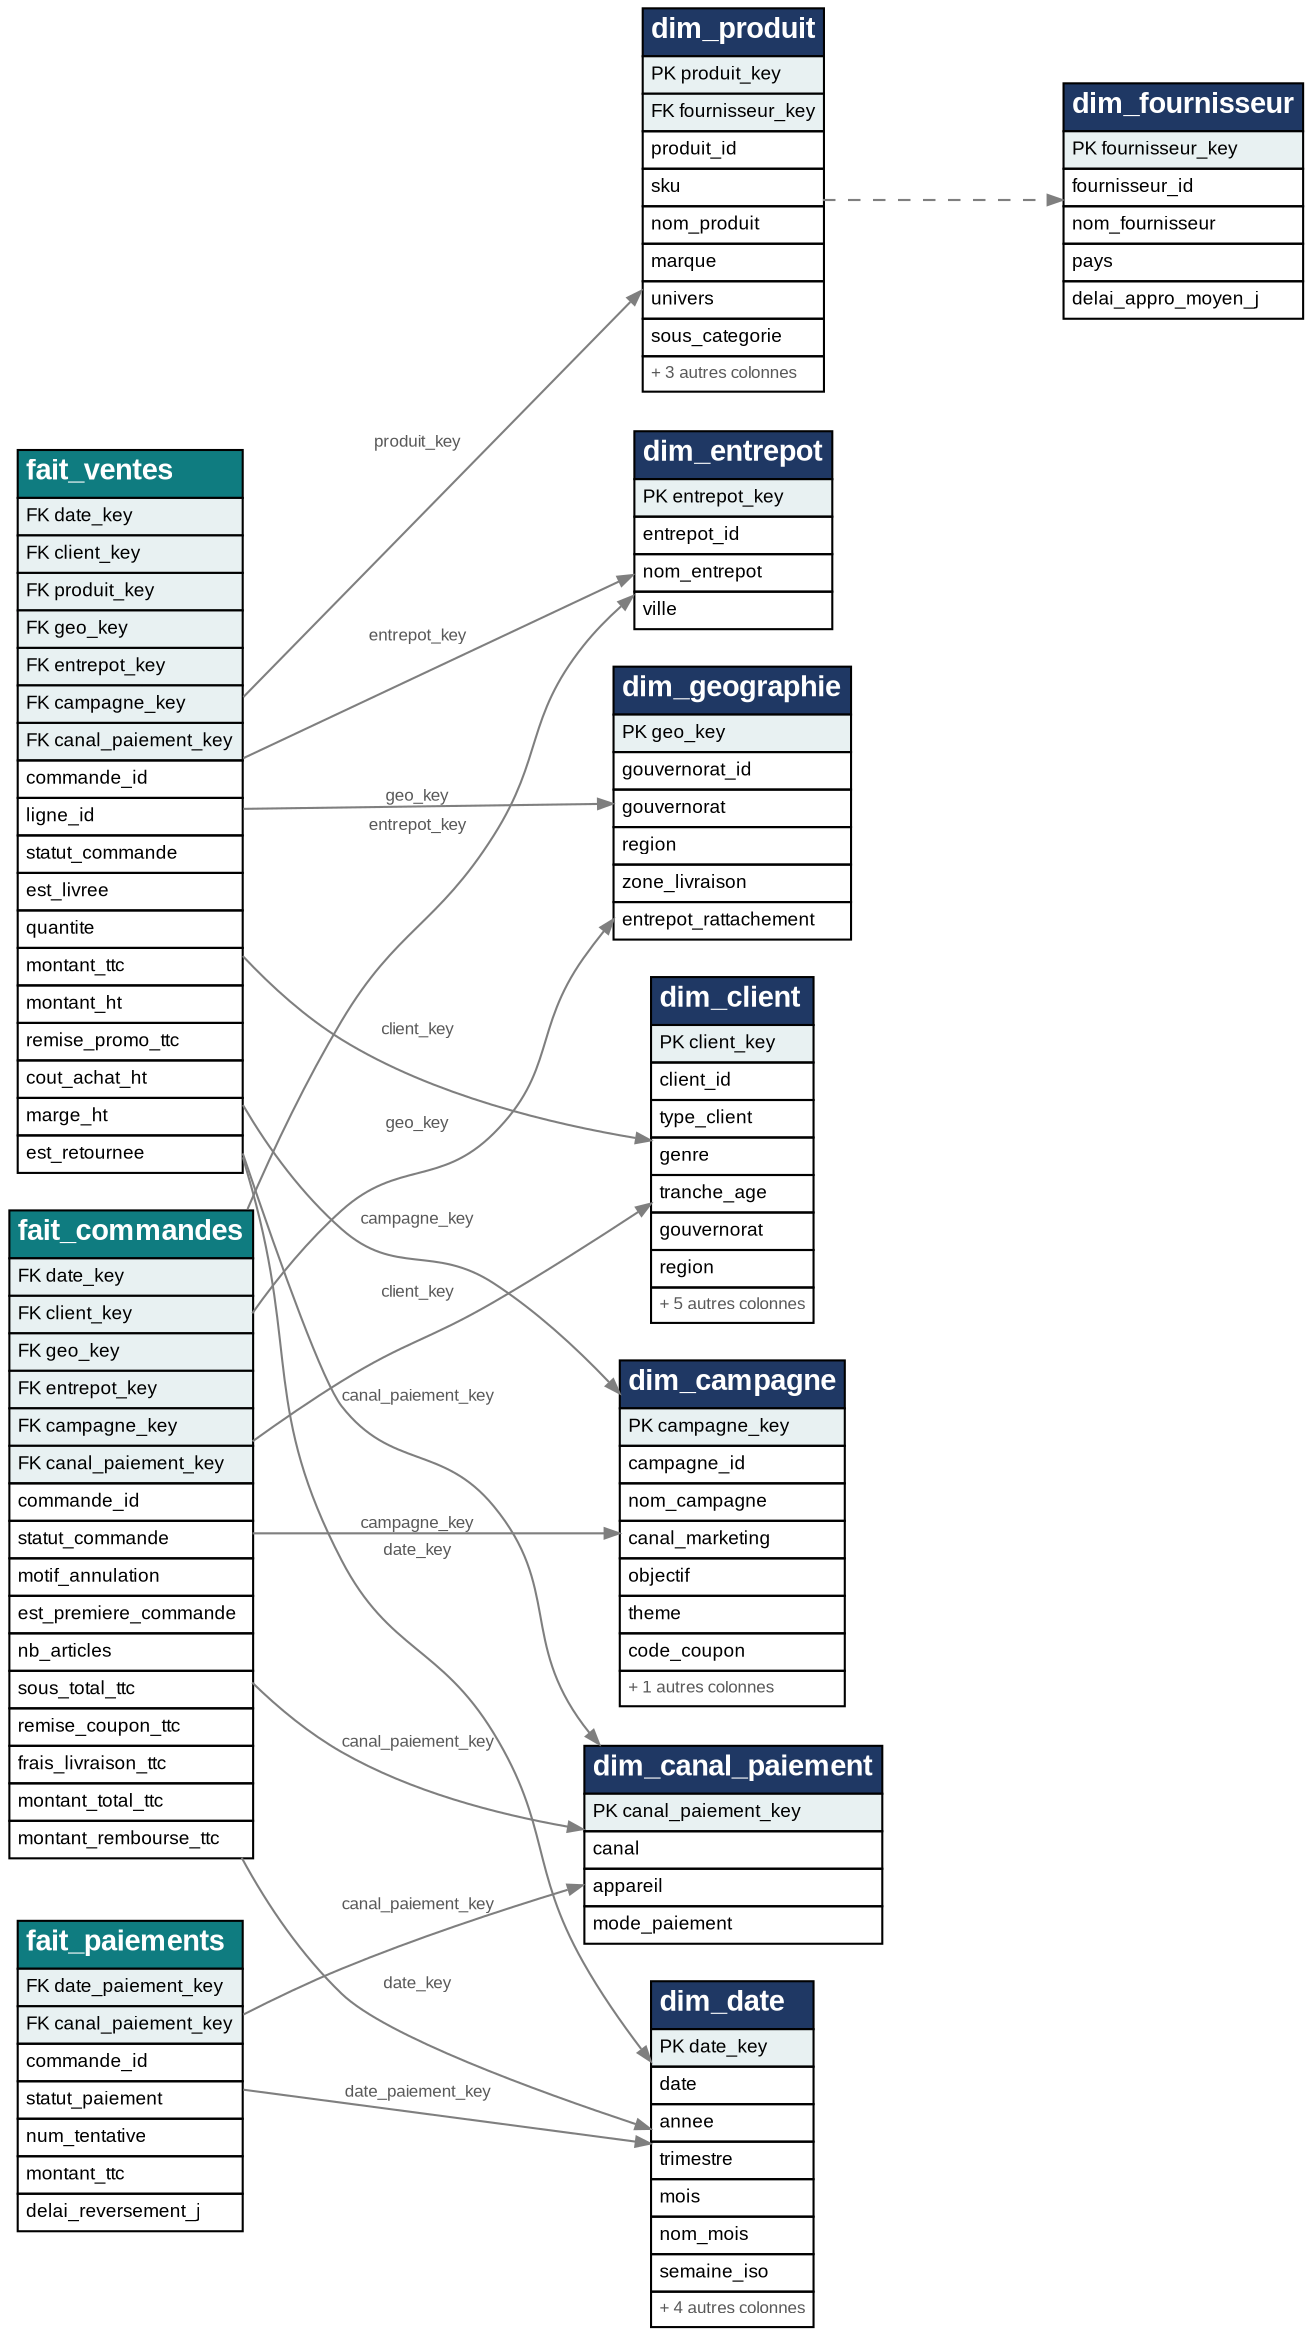 dim_produit
PK produit_key
FK fournisseur_key
produit_id
sku
nom_produit
marque
univers
sous_categorie
+ 3 autres colonnes
dim_fournisseur
PK fournisseur_key
fournisseur_id
nom_fournisseur
pays
delai_appro_moyen_j
fait_ventes
FK date_key
FK client_key
FK produit_key
FK geo_key
FK entrepot_key
FK campagne_key
FK canal_paiement_key
commande_id
ligne_id
statut_commande
est_livree
quantite
montant_ttc
montant_ht
remise_promo_ttc
cout_achat_ht
marge_ht
est_retournee
produit_key
entrepot_key
geo_key
entrepot_key
client_key
geo_key
campagne_key
client_key
canal_paiement_key
campagne_key
date_key
canal_paiement_key
canal_paiement_key
date_key
date_paiement_key
dim_entrepot
PK entrepot_key
entrepot_id
nom_entrepot
ville
dim_geographie
PK geo_key
gouvernorat_id
gouvernorat
region
zone_livraison
entrepot_rattachement
dim_client
PK client_key
client_id
type_client
genre
tranche_age
gouvernorat
region
+ 5 autres colonnes
fait_commandes
FK date_key
FK client_key
FK geo_key
FK entrepot_key
FK campagne_key
FK canal_paiement_key
commande_id
statut_commande
motif_annulation
est_premiere_commande
nb_articles
sous_total_ttc
remise_coupon_ttc
frais_livraison_ttc
montant_total_ttc
montant_rembourse_ttc
dim_campagne
PK campagne_key
campagne_id
nom_campagne
canal_marketing
objectif
theme
code_coupon
+ 1 autres colonnes
dim_canal_paiement
PK canal_paiement_key
canal
appareil
mode_paiement
fait_paiements
FK date_paiement_key
FK canal_paiement_key
commande_id
statut_paiement
num_tentative
montant_ttc
delai_reversement_j
dim_date
PK date_key
date
annee
trimestre
mois
nom_mois
semaine_iso
+ 4 autres colonnes